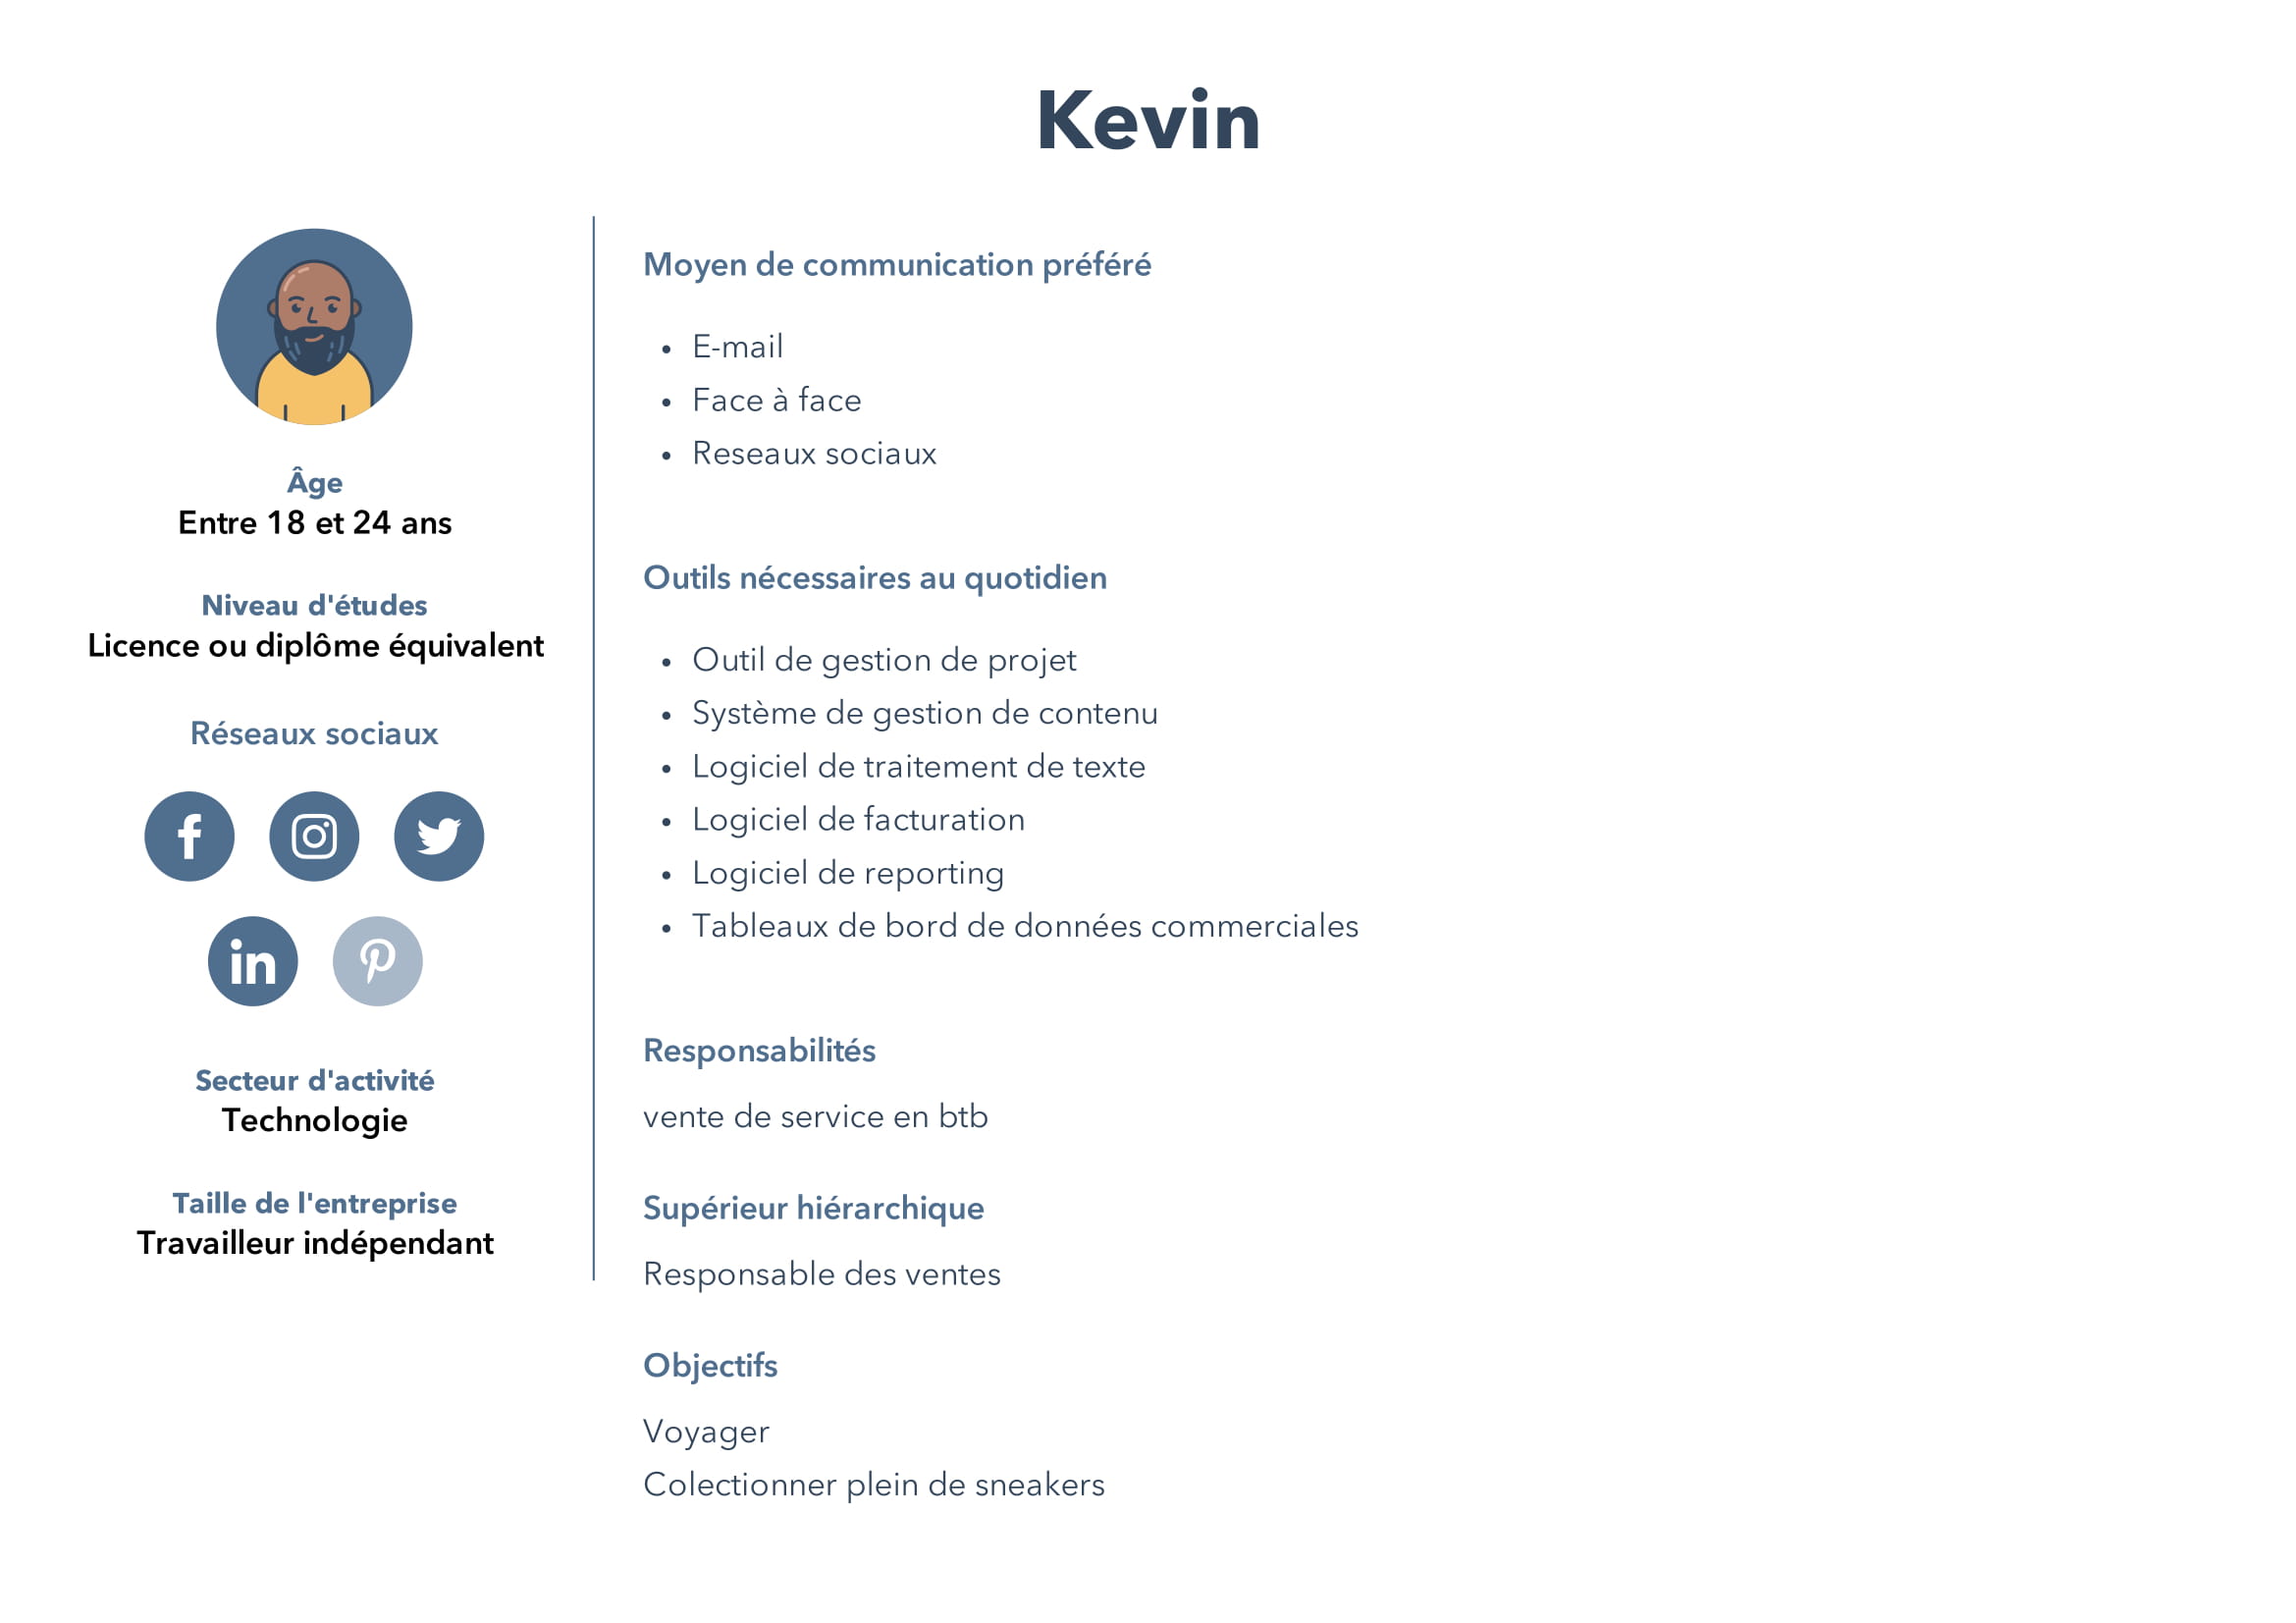 Kevin
Âge
Entre 18 et 24 ans
Niveau d'études
Licence ou diplôme équivalent
Réseaux sociaux
f
in
Secteur d'activité
Technologie
Taille de l'entreprise
Travailleur indépendant
Moyen de communication préféré
• E-mail
• Face à face
• Reseaux sociaux
Outils nécessaires au quotidien
• Outil de gestion de projet
• Système de gestion de contenu
• Logiciel de traitement de texte
• Logiciel de facturation
• Logiciel de reporting
• Tableaux de bord de données commerciales
Responsabilités
vente de service en btb
Supérieur hiérarchique
Responsable des ventes
Objectifs
Voyager
Colectionner plein de sneakers